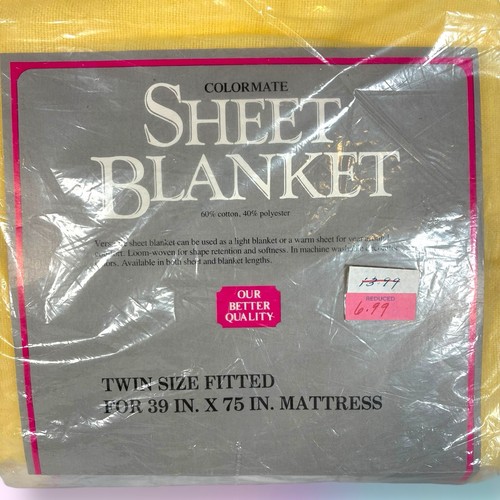 COLORMATE
SHEET
BLANKET
60% cotton, 40% polyester
sheet blanket can be used as a light blanket or a warm sheet for
Loom-woven for shape retention and softness. In machine
Available in both sheet and blanket lengths.
OUR
BETTER
QUALITY
13.99
REDUCED
6.99
TWIN SIZE FITTED
FOR 39 IN. X 75 IN. MATTRESS